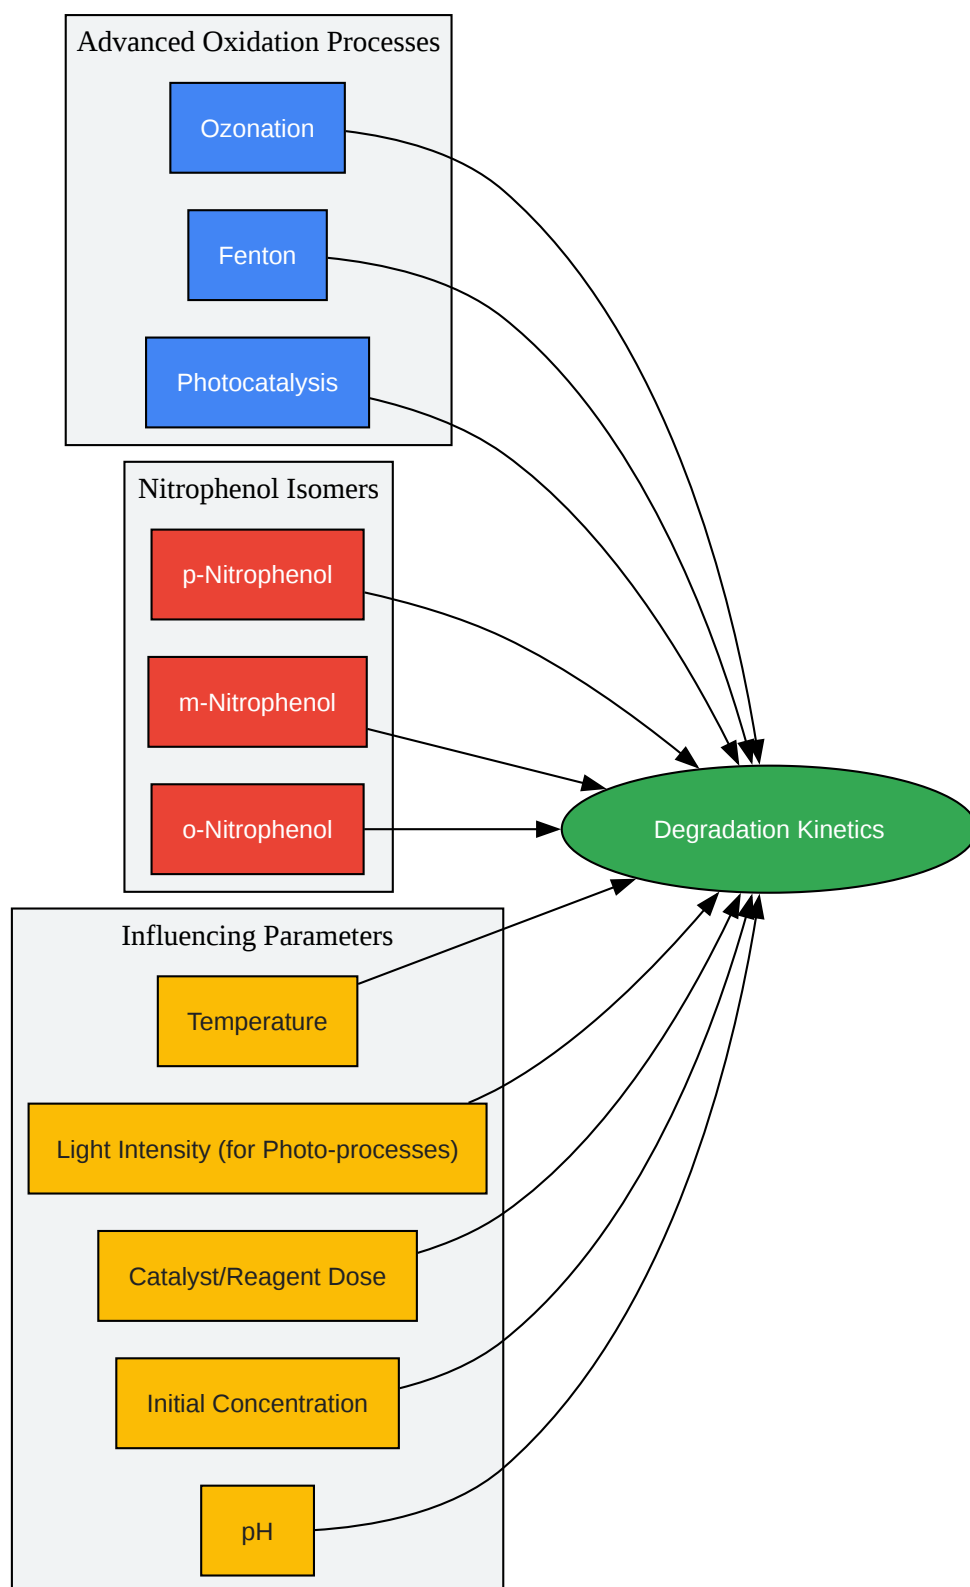 Advanced Oxidation Processes
Ozonation
Fenton
Photocatalysis
Nitrophenol Isomers
p-Nitrophenol
m-Nitrophenol
o-Nitrophenol
Degradation Kinetics
Influencing Parameters
Temperature
Light Intensity (for Photo-processes)
Catalyst/Reagent Dose
Initial Concentration
pH